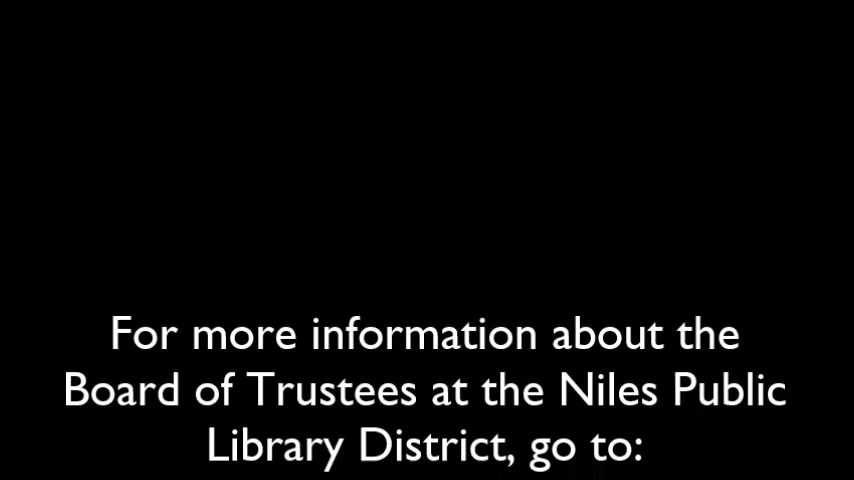 For more information about the
Board of Trustees at the Niles Public
Library District, go to: